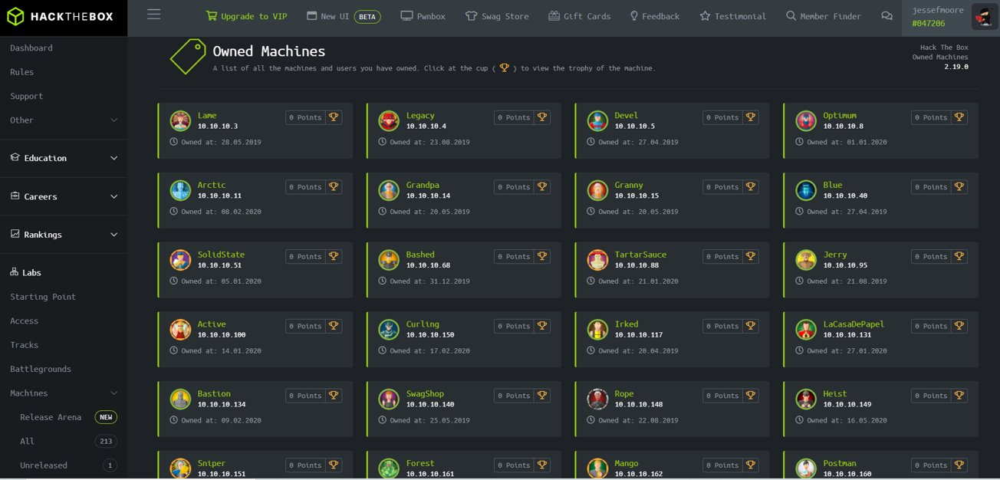 HACKTHEBOX
Upgrade to VIP
New UI BETA
Pwnbox
Swag Store
Gift Cards
Feedback
Testimonial
Member Finder
jessefmoore
#047206
Dashboard
Rules
Support
Other
Education
Careers
Rankings
Labs
Starting Point
Access
Tracks
Battlegrounds
Machines
Release Arena NEW
All 213
Unreleased 1
Owned Machines
A list of all the machines and users you have owned. Click at the cup ( ) to view the trophy of the machine.
Hack The Box
Owned Machines
2.19.0
Lame
10.10.10.3
0 Points
Owned at: 28.05.2019
Legacy
10.10.10.4
0 Points
Owned at: 23.08.2019
Devel
10.10.10.5
0 Points
Owned at: 27.04.2019
Optimum
10.10.10.8
0 Points
Owned at: 01.01.2020
Arctic
10.10.10.11
0 Points
Owned at: 08.02.2020
Grandpa
10.10.10.14
0 Points
Owned at: 20.05.2019
Granny
10.10.10.15
0 Points
Owned at: 20.05.2019
Blue
10.10.10.40
0 Points
Owned at: 27.04.2019
SolidState
10.10.10.51
0 Points
Owned at: 05.01.2020
Bashed
10.10.10.68
0 Points
Owned at: 31.12.2019
TartarSauce
10.10.10.88
0 Points
Owned at: 21.01.2020
Jerry
10.10.10.95
0 Points
Owned at: 21.08.2019
Active
10.10.10.100
0 Points
Owned at: 14.01.2020
Curling
10.10.10.150
0 Points
Owned at: 17.02.2020
Irked
10.10.10.117
0 Points
Owned at: 20.04.2019
LaCasaDePapel
10.10.10.131
0 Points
Owned at: 27.01.2020
Bastion
10.10.10.134
0 Points
Owned at: 09.02.2020
SwagShop
10.10.10.140
0 Points
Owned at: 25.05.2019
Rope
10.10.10.148
0 Points
Owned at: 22.08.2019
Heist
10.10.10.149
0 Points
Owned at: 16.05.2020
Sniper
10.10.10.151
0 Points
Forest
10.10.10.161
0 Points
Mango
10.10.10.162
0 Points
Postman
10.10.10.160
0 Points